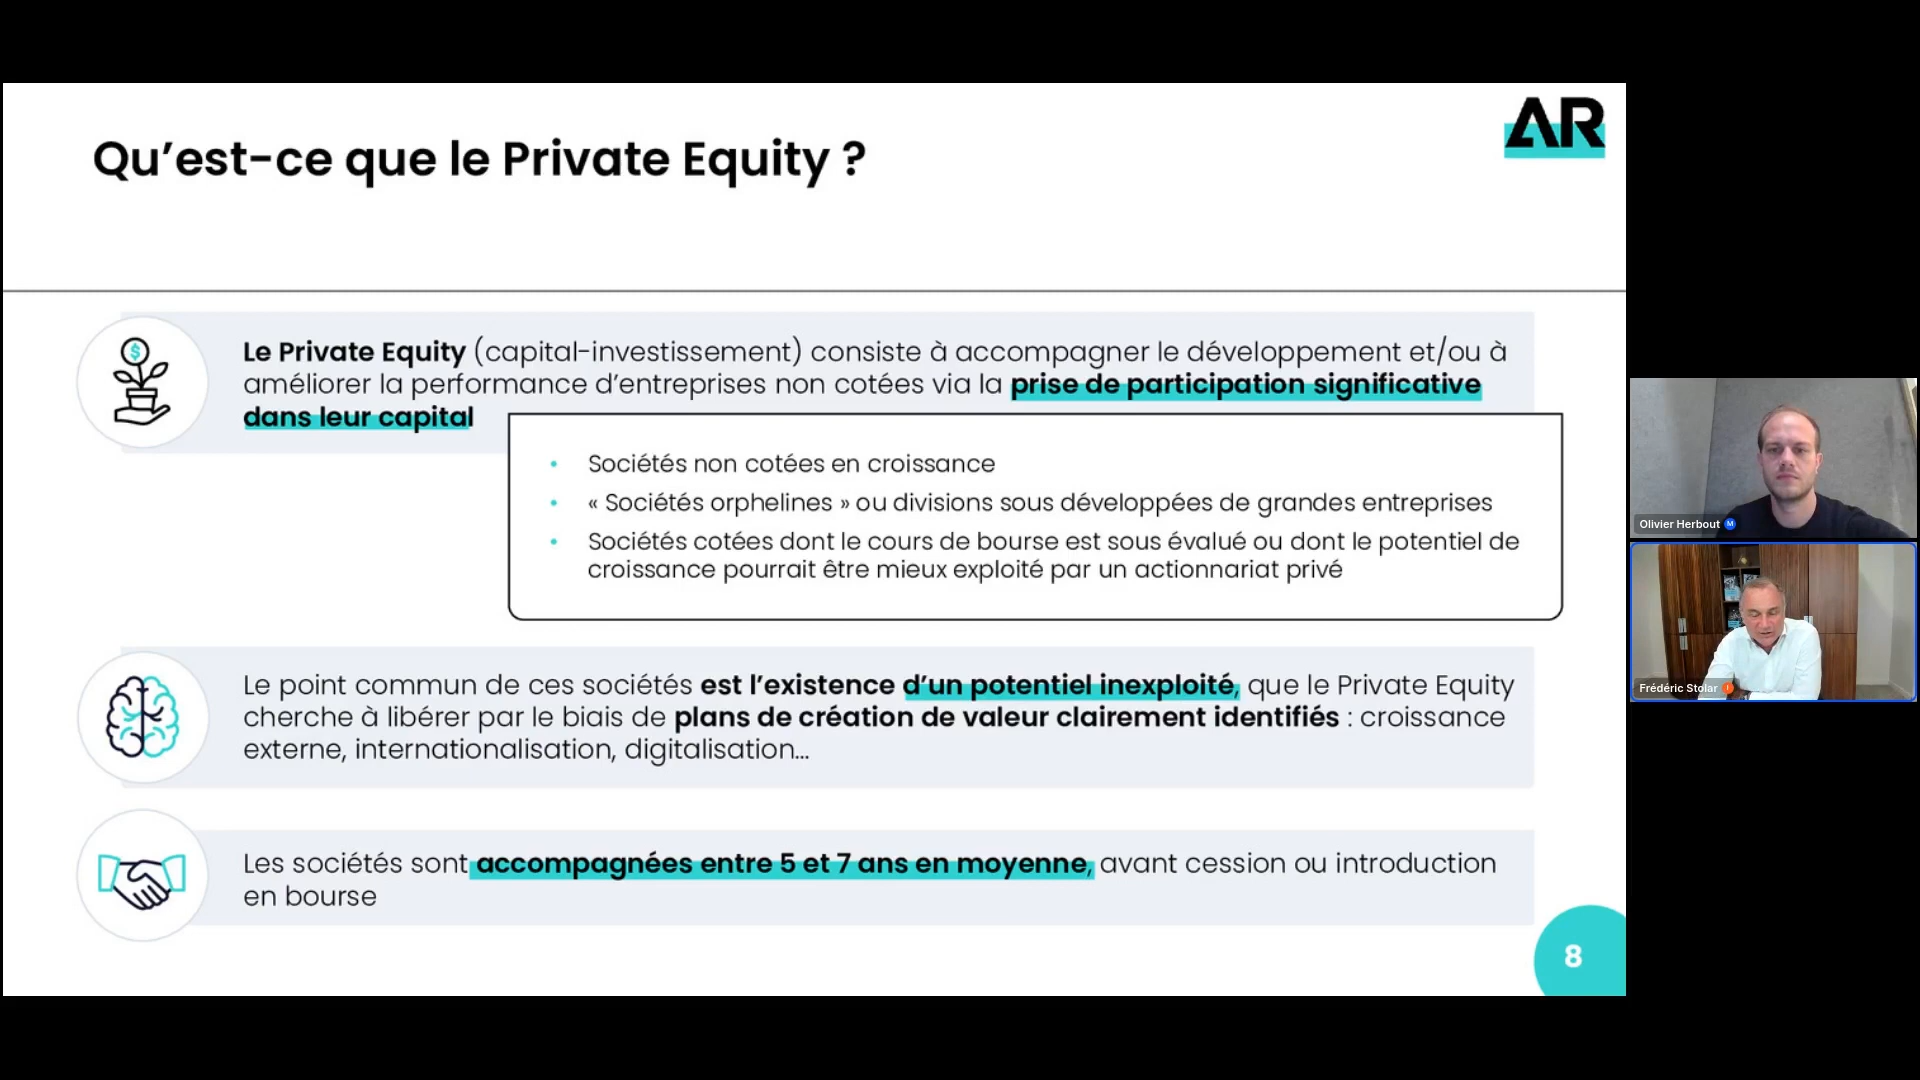 AR
Qu’est-ce que le Private Equity ?
$
Le Private Equity (capital-investissement) consiste à accompagner le développement et/ou à
améliorer la performance d’entreprises non cotées via la prise de participation significative
dans leur capital
• Sociétés non cotées en croissance
• « Sociétés orphelines » ou divisions sous développées de grandes entreprises
• Sociétés cotées dont le cours de bourse est sous évalué ou dont le potentiel de
croissance pourrait être mieux exploité par un actionnariat privé
Le point commun de ces sociétés est l’existence d’un potentiel inexploité, que le Private Equity
cherche à libérer par le biais de plans de création de valeur clairement identifiés : croissance
externe, internationalisation, digitalisation…
Les sociétés sont accompagnées entre 5 et 7 ans en moyenne, avant cession ou introduction
en bourse
8
Olivier Herbout M
Frédéric Stolar !